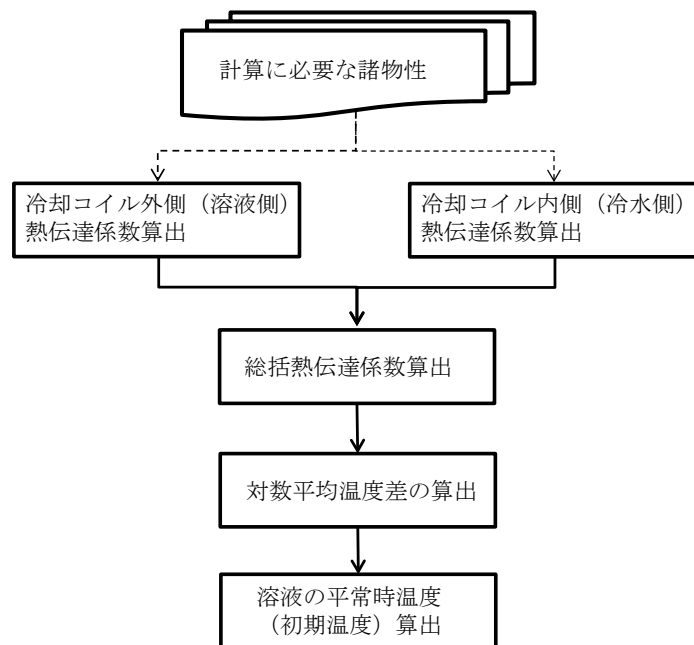 計算に必要な諸物性
冷却コイル外側（溶液側）
熱伝達係数算出
冷却コイル内側（冷水側）
熱伝達係数算出
総括熱伝達係数算出
対数平均温度差の算出
溶液の平常時温度
（初期温度）算出